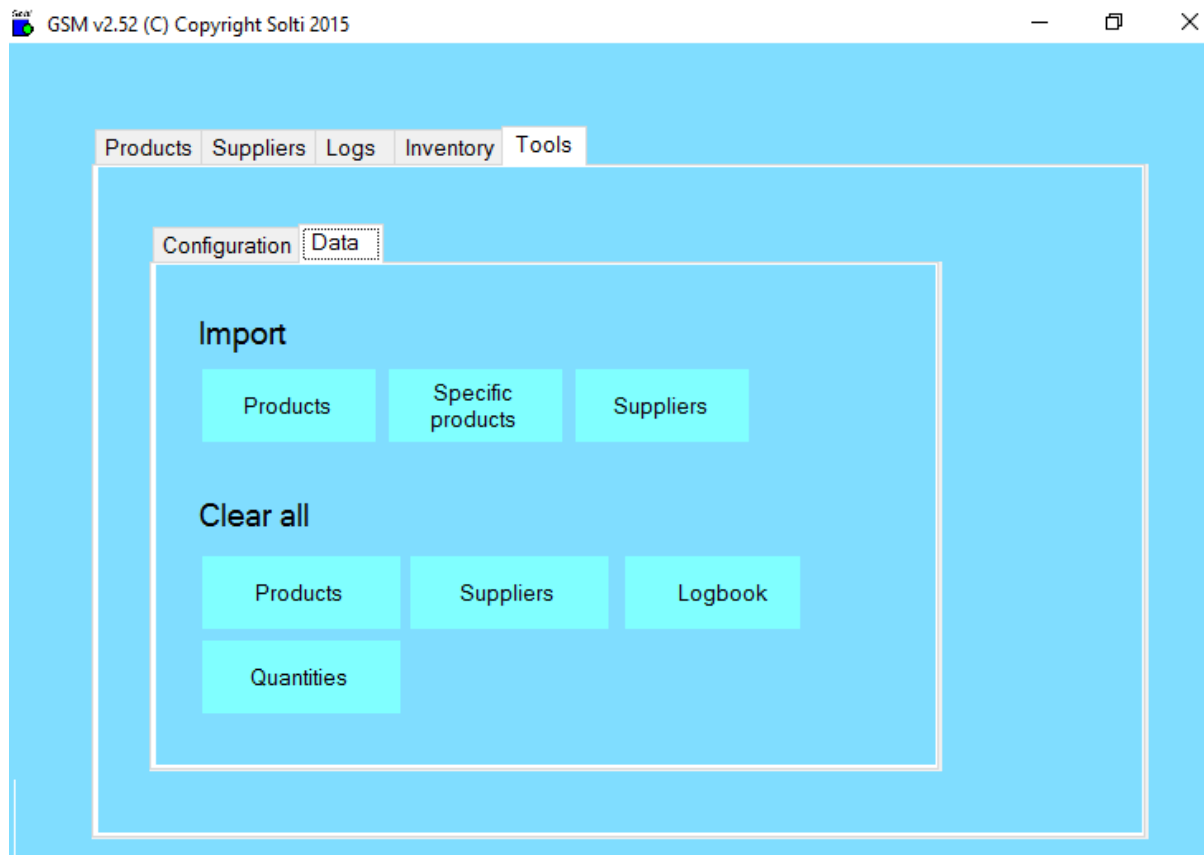 GSM v2.52 (C) Copyright Solti 2015
Products Suppliers Logs Inventory Tools
Configuration Data
Import
Products
Specific
products
Suppliers
Clear all
Products Suppliers Logbook
Quantities